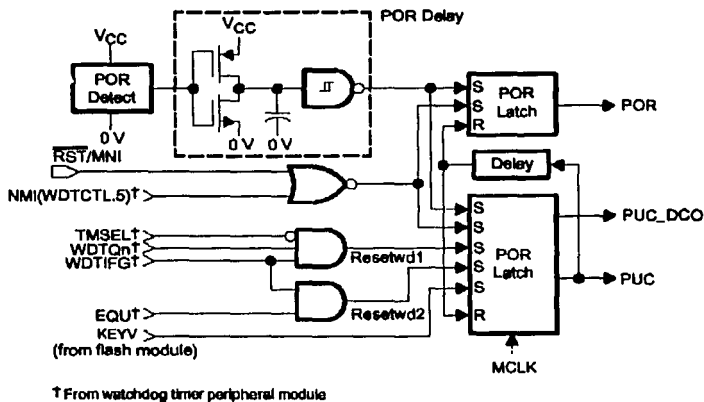 POR Delay
VCC
VCC
POR
Detect
0 V
0 V
0 V
S
S
R
POR
Latch
POR
RST/MNI
NMI(WDTCTL.5)†
Delay
TMSEL†
WDTQn†
WDTIFG†
Resetwd1
EQU†
Resetwd2
KEYV
(from flash module)
S
S
S
S
S
R
POR
Latch
PUC_DCO
PUC
MCLK
† From watchdog timer peripheral module